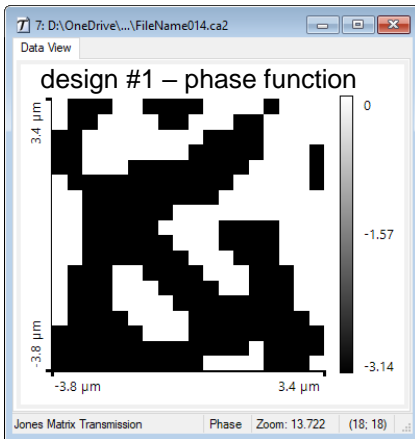 7: D:\OneDrive\...\FileName014.ca2
Data View
design #1 – phase function
3.4 µm
-3.8 µm
-3.8 µm
3.4 µm
0
-1.57
-3.14
Jones Matrix Transmission
Phase
Zoom: 13.722
(18; 18)